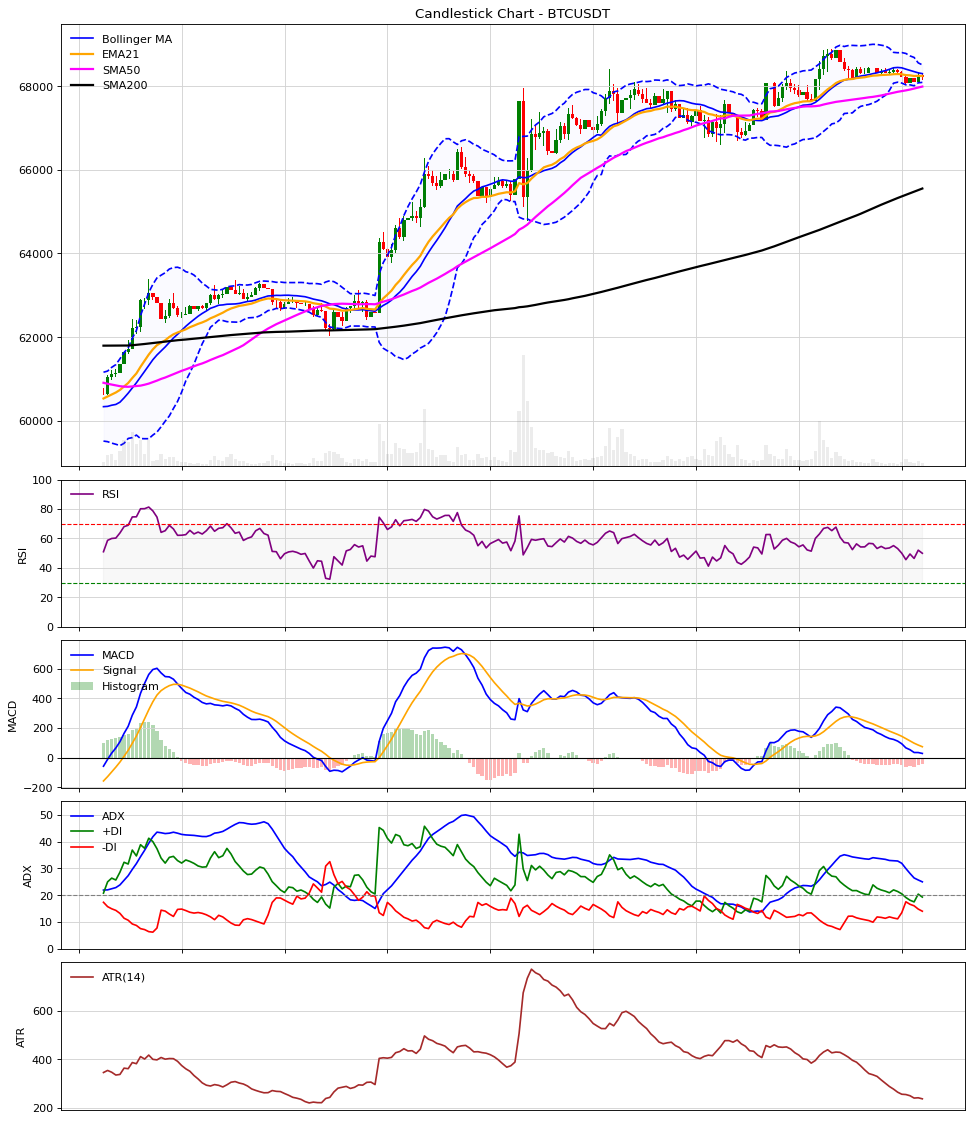 Candlestick Chart - BTCUSDT
Bollinger MA
EMA21
SMA50
SMA200
68000
66000
64000
62000
60000
RSI
RSI
100
80
60
40
20
0
MACD
Signal
Histogram
MACD
600
400
200
0
−200
ADX
+DI
-DI
ADX
50
40
30
20
10
0
ATR(14)
ATR
600
400
200